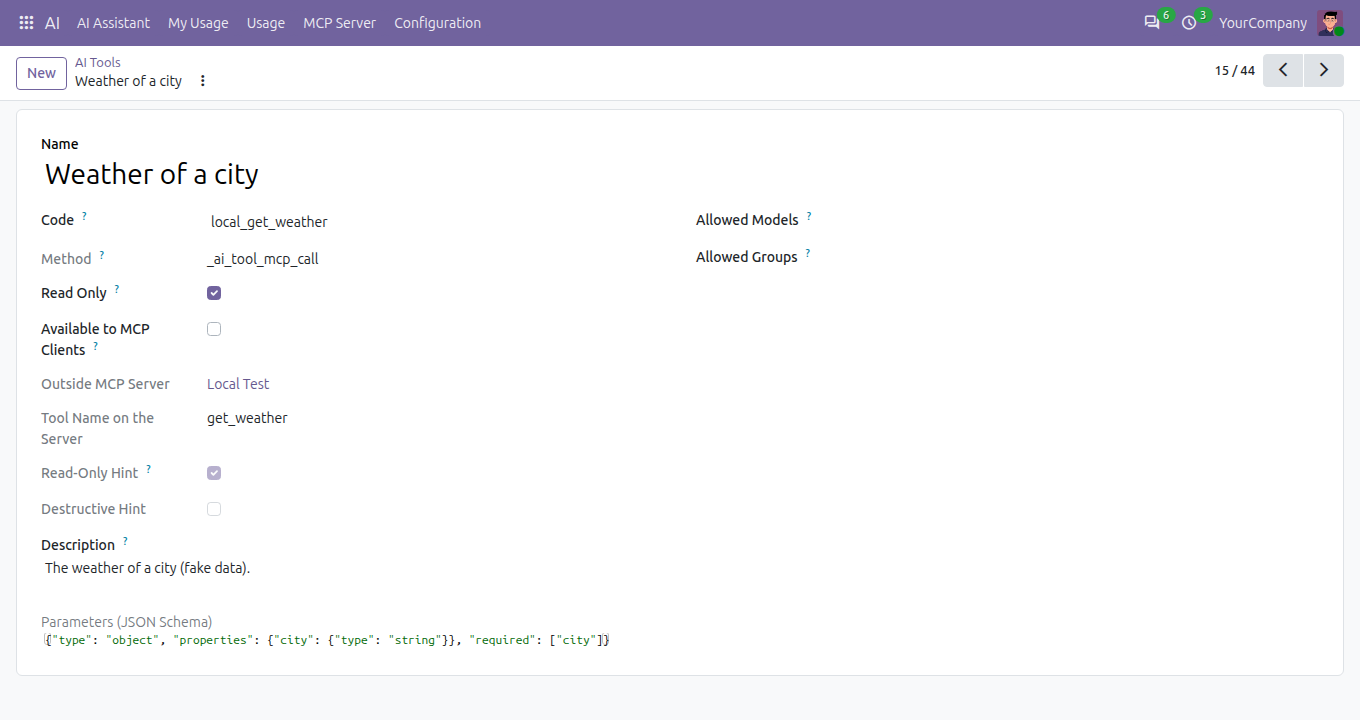 AI AI Assistant My Usage Usage MCP Server Configuration 6 3 YourCompany
New AI Tools
Weather of a city 15 / 44
Name
Weather of a city
Code ? local_get_weather Allowed Models ?
Method ? _ai_tool_mcp_call Allowed Groups ?
Read Only ?
Available to MCP
Clients ?
Outside MCP Server Local Test
Tool Name on the get_weather
Server
Read-Only Hint ?
Destructive Hint
Description ?
The weather of a city (fake data).
Parameters (JSON Schema)
{"type": "object", "properties": {"city": {"type": "string"}}, "required": ["city"]}